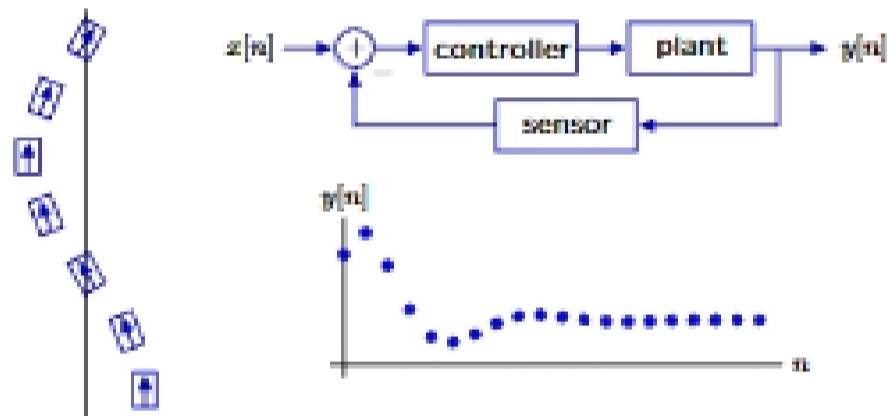 x[n] + controller plant y[n]
sensor
y[n]
n